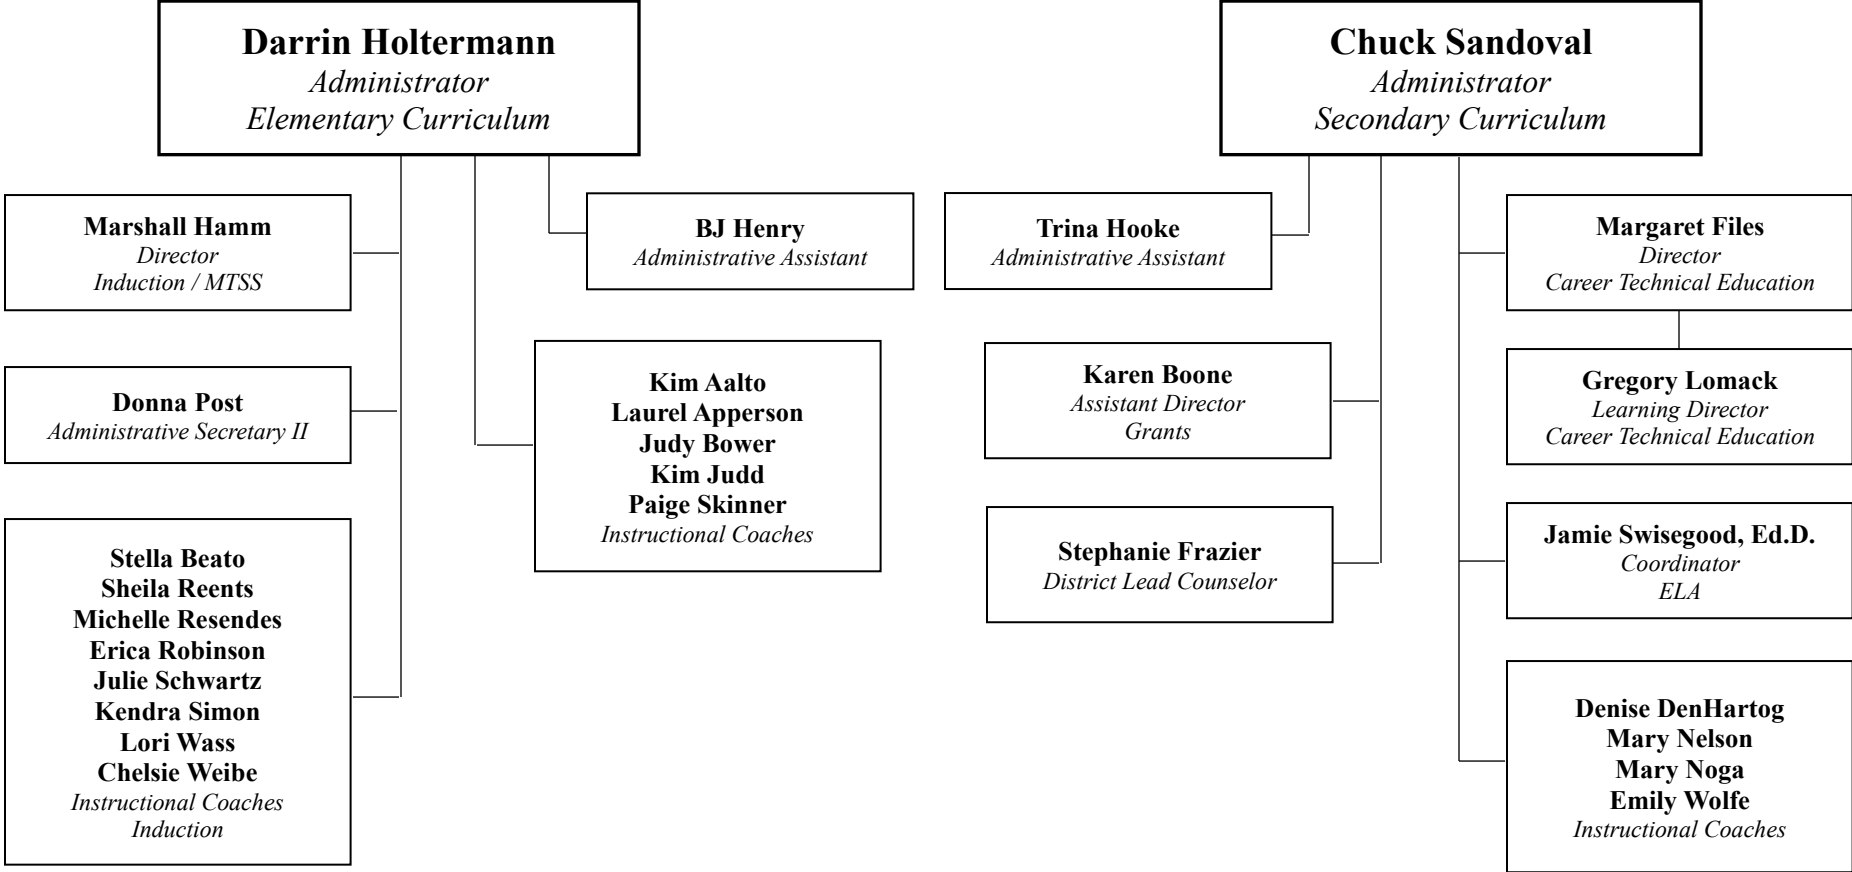 Darrin Holtermann
Administrator
Elementary Curriculum
Chuck Sandoval
Administrator
Secondary Curriculum
Marshall Hamm
Director
Induction / MTSS
BJ Henry
Administrative Assistant
Trina Hooke
Administrative Assistant
Margaret Files
Director
Career Technical Education
Donna Post
Administrative Secretary II
Kim Aalto
Laurel Apperson
Judy Bower
Kim Judd
Paige Skinner
Instructional Coaches
Karen Boone
Assistant Director
Grants
Gregory Lomack
Learning Director
Career Technical Education
Stella Beato
Sheila Reents
Michelle Resendes
Erica Robinson
Julie Schwartz
Kendra Simon
Lori Wass
Chelsie Weibe
Instructional Coaches
Induction
Stephanie Frazier
District Lead Counselor
Jamie Swisegood, Ed.D.
Coordinator
ELA
Denise DenHartog
Mary Nelson
Mary Noga
Emily Wolfe
Instructional Coaches